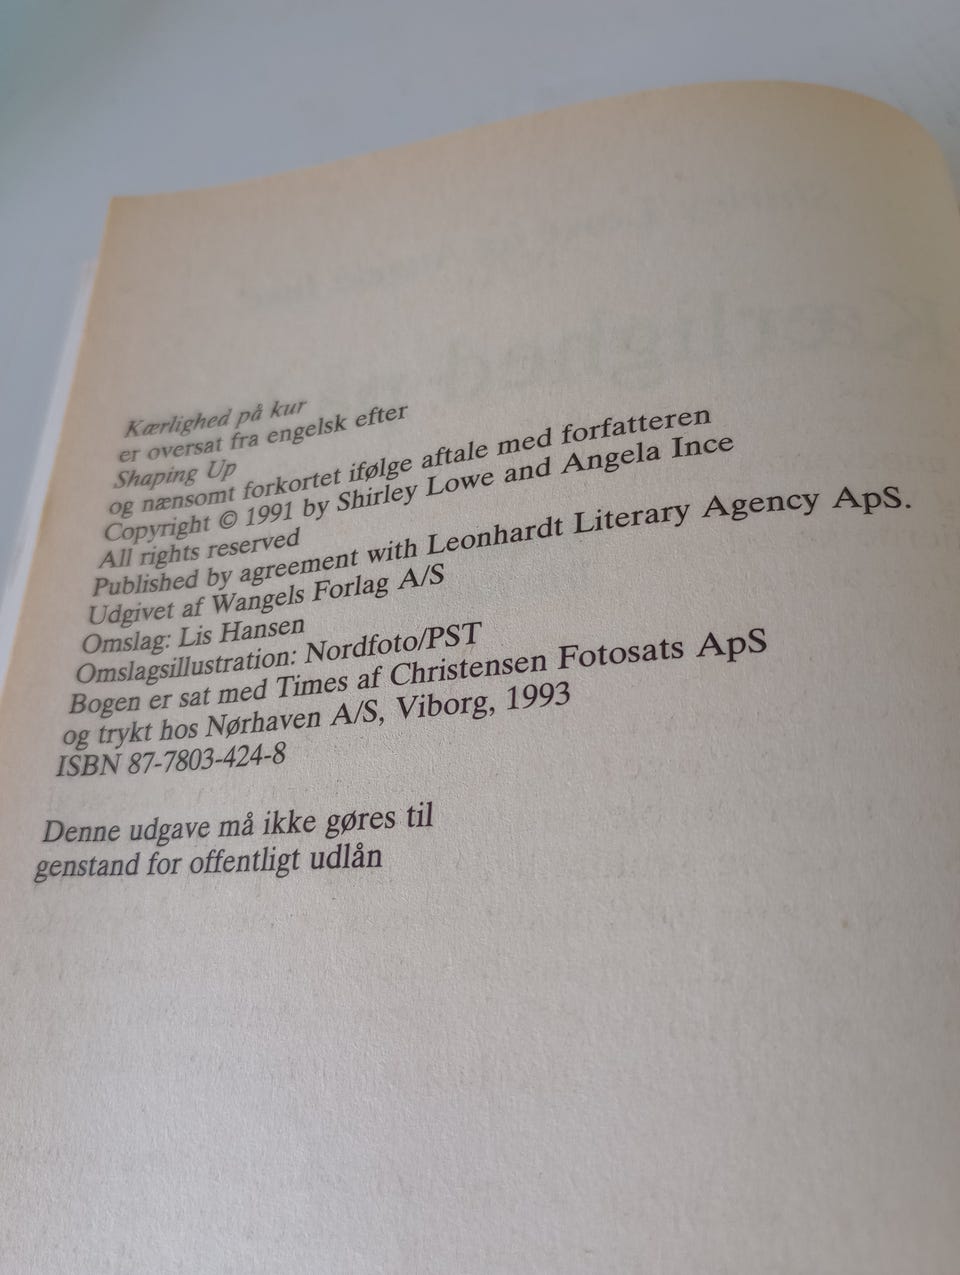 Kærlighed på kur
er oversat fra engelsk efter
Shaping Up
og nænsomt forkortet ifølge aftale med forfatteren
Copyright © 1991 by Shirley Lowe and Angela Ince
All rights reserved
Published by agreement with Leonhardt Literary Agency ApS.
Udgivet af Wangels Forlag A/S
Omslag: Lis Hansen
Omslagsillustration: Nordfoto/PST
Bogen er sat med Times af Christensen Fotosats ApS
og trykt hos Nørhaven A/S, Viborg, 1993
ISBN 87-7803-424-8
Denne udgave må ikke gøres til
genstand for offentligt udlån